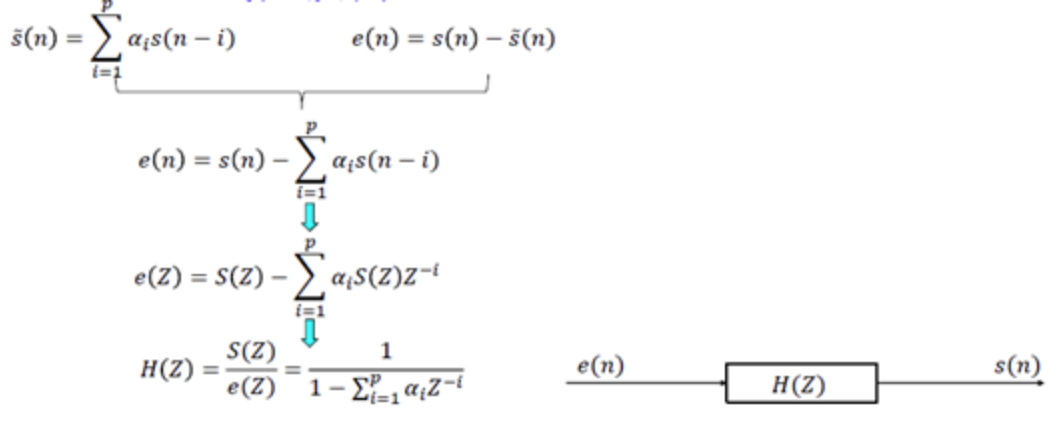 s̃(n) = ∑_{i=1}^{p} α_i s(n − i)    e(n) = s(n) − s̃(n)
e(n) = s(n) − ∑_{i=1}^{p} α_i s(n − i)
e(Z) = S(Z) − ∑_{i=1}^{p} α_i S(Z)Z^{−i}
H(Z) = S(Z)/e(Z) = 1/(1 − ∑_{i=1}^{p} α_i Z^{−i})
e(n)    H(Z)    s(n)